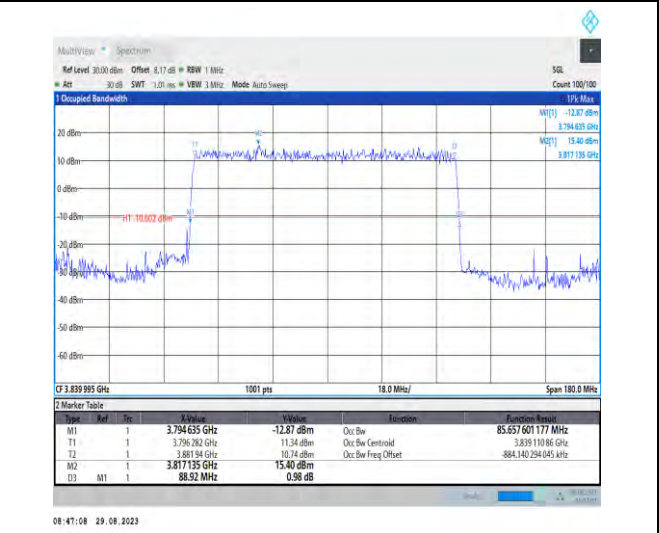 MultiView Spectrum
Ref Level 30.00 dBm Offset 8.17 dB RBW 1 MHz SGL
Att 30 dB SWT 1.01 ms VBW 3 MHz Mode Auto Sweep Count 100/100
1 Occupied Bandwidth 1Pk Max
M1[1] -12.87 dBm
3.794 635 GHz
M2[1] 15.40 dBm
3.817 135 GHz
20 dBm
M2
T1
10 dBm
0 dBm
-10 dBm
H1 -10.602 dBm
M1
-20 dBm
-30 dBm
-40 dBm
-50 dBm
-60 dBm
CF 3.839 995 GHz 1001 pts 18.0 MHz/ Span 180.0 MHz
2 Marker Table
Type Ref Trc X-Value Y-Value Function Function Result
M1 1 3.794 635 GHz -12.87 dBm Occ Bw 85.657 601 177 MHz
T1 1 3.796 282 GHz 11.34 dBm Occ Bw Centroid 3.839 110 86 GHz
T2 1 3.881 94 GHz 10.74 dBm Occ Bw Freq Offset -884.140 294 045 kHz
M2 1 3.817 135 GHz 15.40 dBm
D3 M1 1 88.92 MHz 0.98 dB
08:47:08 29.08.2023